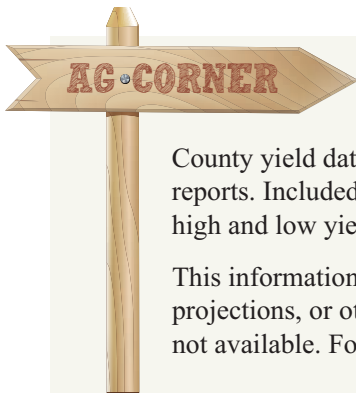 AG CORNER
County yield dat
reports. Included
high and low yie
This information
projections, or ot
not available. Fo